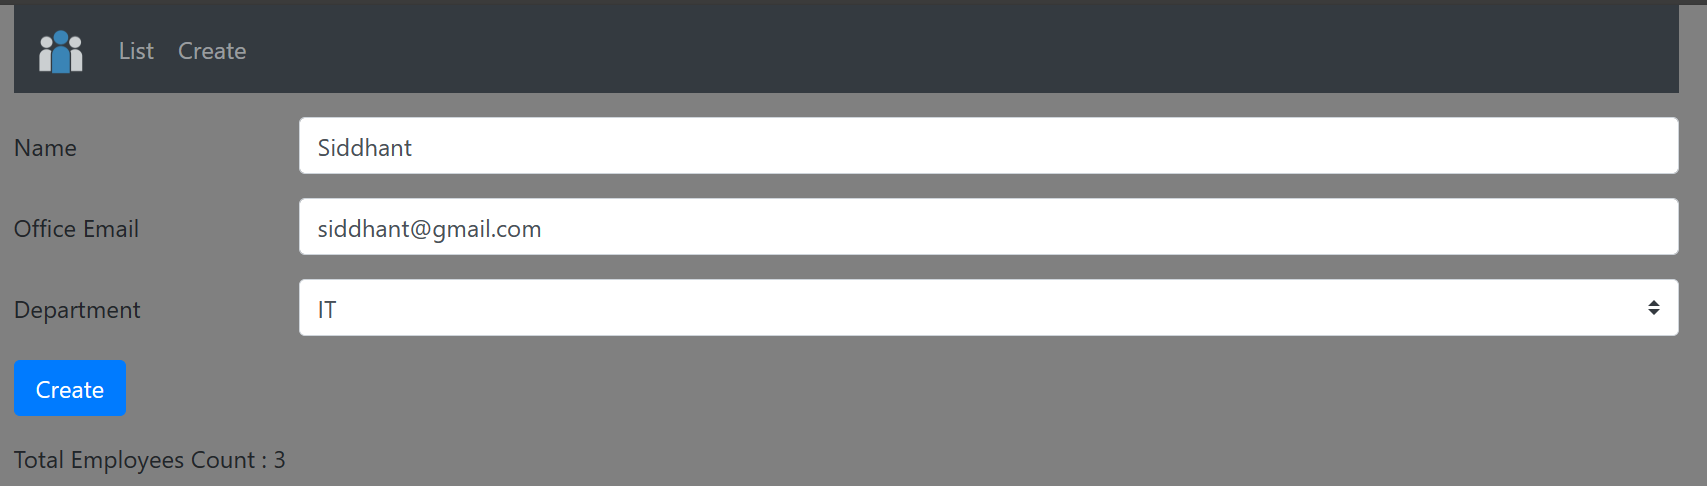 List Create
Name Siddhant
Office Email siddhant@gmail.com
Department IT
Create
Total Employees Count : 3